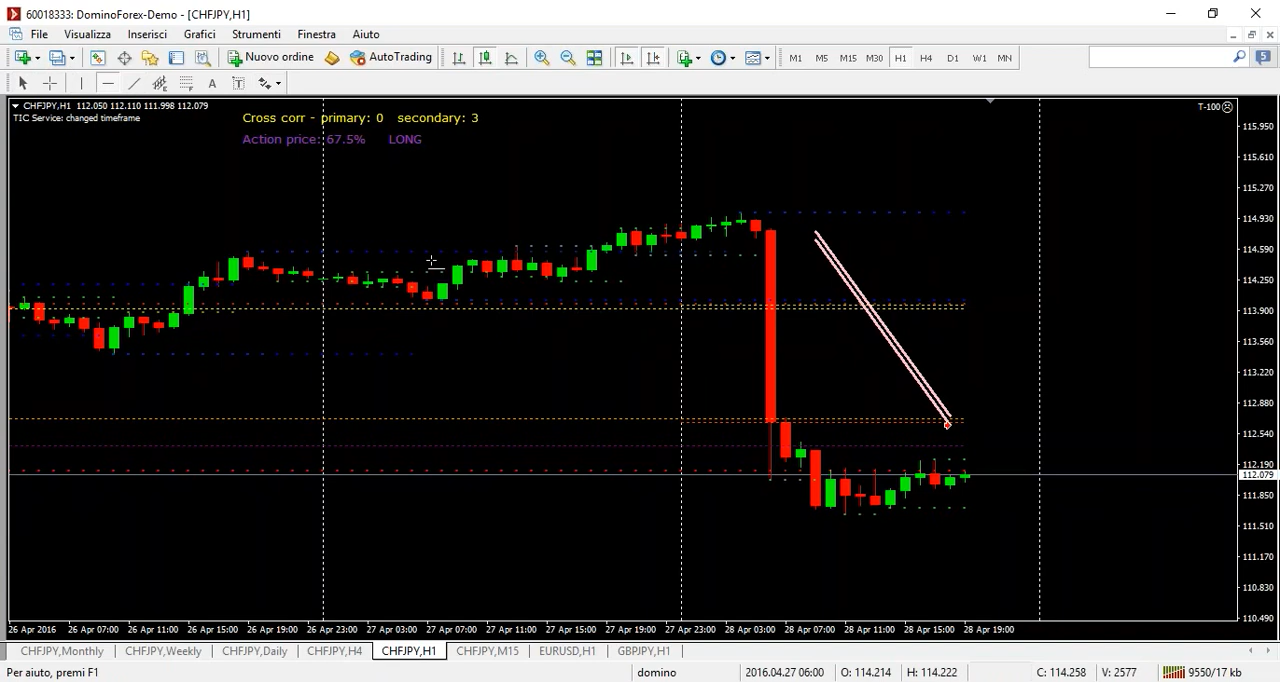 60018333: DominoForex-Demo - [CHFJPY,H1]
File Visualizza Inserisci Grafici Strumenti Finestra Aiuto
Nuovo ordine AutoTrading M1 M5 M15 M30 H1 H4 D1 W1 MN 5
A T
CHFJPY,H1 112.050 112.110 111.998 112.079
T-100
TIC Service: changed timeframe
Cross corr - primary: 0 secondary: 3
Action price: 67.5% LONG
115.950
115.610
115.270
114.930
114.590
114.250
113.900
113.560
113.220
112.880
112.540
112.190
112.079
111.850
111.510
111.170
110.830
110.490
26 Apr 2016 26 Apr 07:00 26 Apr 11:00 26 Apr 15:00 26 Apr 19:00 26 Apr 23:00 27 Apr 03:00 27 Apr 07:00 27 Apr 11:00 27 Apr 15:00 27 Apr 19:00 27 Apr 23:00 28 Apr 03:00 28 Apr 07:00 28 Apr 11:00 28 Apr 15:00 28 Apr 19:00
CHFJPY,Monthly CHFJPY,Weekly CHFJPY,Daily CHFJPY,H4 CHFJPY,H1 CHFJPY,M15 EURUSD,H1 GBPJPY,H1
Per aiuto, premi F1 domino 2016.04.27 06:00 O: 114.214 H: 114.222 C: 114.258 V: 2577 9550/17 kb